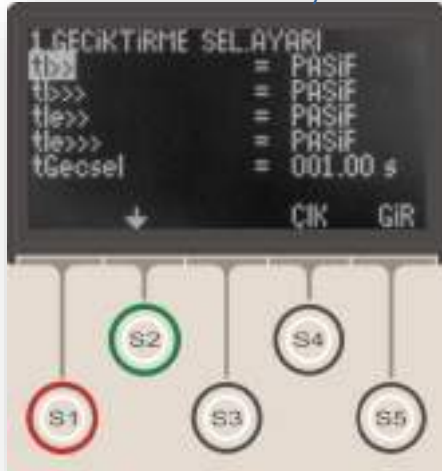 1.GECİKTİRME SEL.AYARI
tI>> = PASİF
tI>>> = PASİF
tIe>> = PASİF
tIe>>> = PASİF
tGecsel = 001.00 s
ÇIK GİR
S2 S4
S1 S3 S5